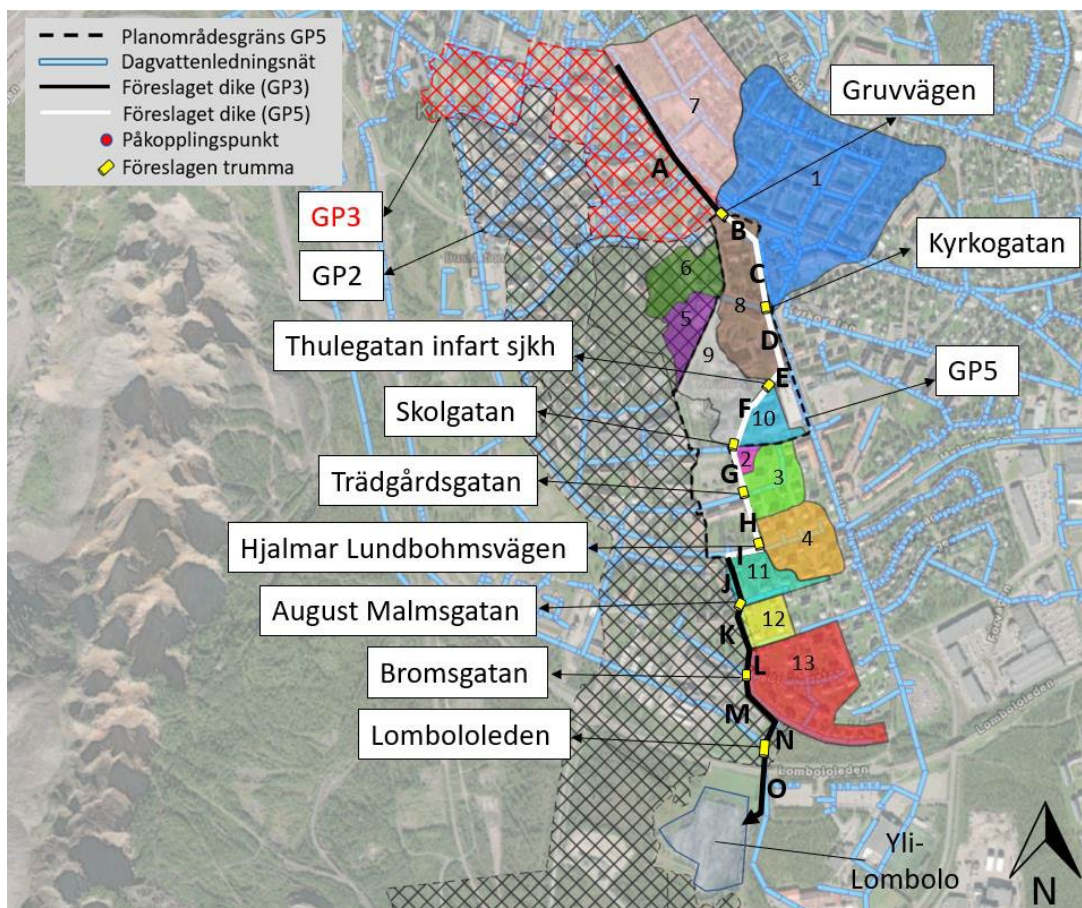 Planområdesgräns GP5
Dagvattenledningsnät
Föreslaget dike (GP3)
Föreslaget dike (GP5)
Påkopplingspunkt
Föreslagen trumma
7
Gruvvägen
A
1
GP3
B
Kyrkogatan
GP2
6
C
8
5
D
Thulegatan infart sjkh
9
E
GP5
Skolgatan
F
10
2
G
3
Trädgårdsgatan
H
4
Hjalmar Lundbohmsvägen
I
11
J
August Malmsgatan
12
K
L
13
Bromsgatan
M
Lombololeden
N
Lombololeden
Lombololeden
O
Yli-
Lombolo
N